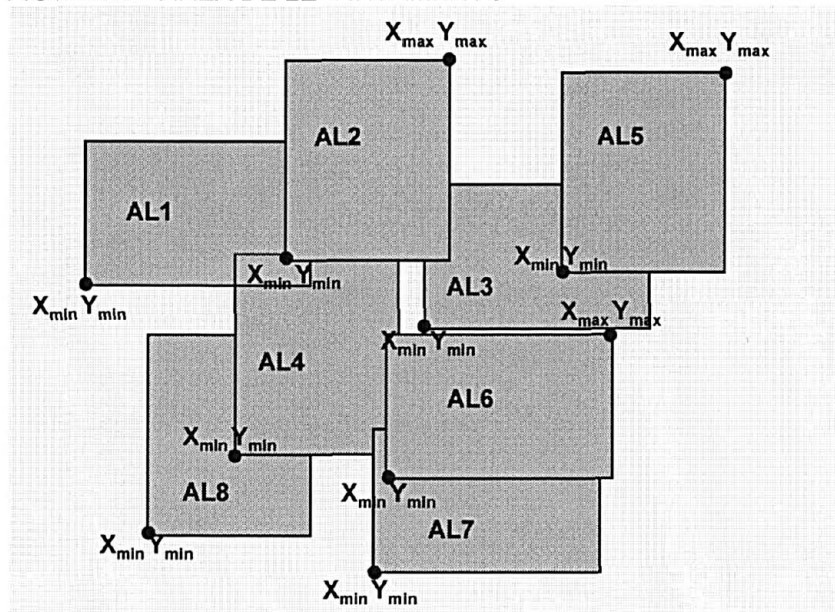 Xmax Ymax
Xmax Ymax
AL2
AL5
AL1
Xmin Ymin
Xmin Ymin
AL3
Xmin Ymin
Xmax Ymax
Xmin Ymin
AL4
AL6
Xmin Ymin
AL8
Xmin Ymin
AL7
Xmin Ymin
Xmin Ymin